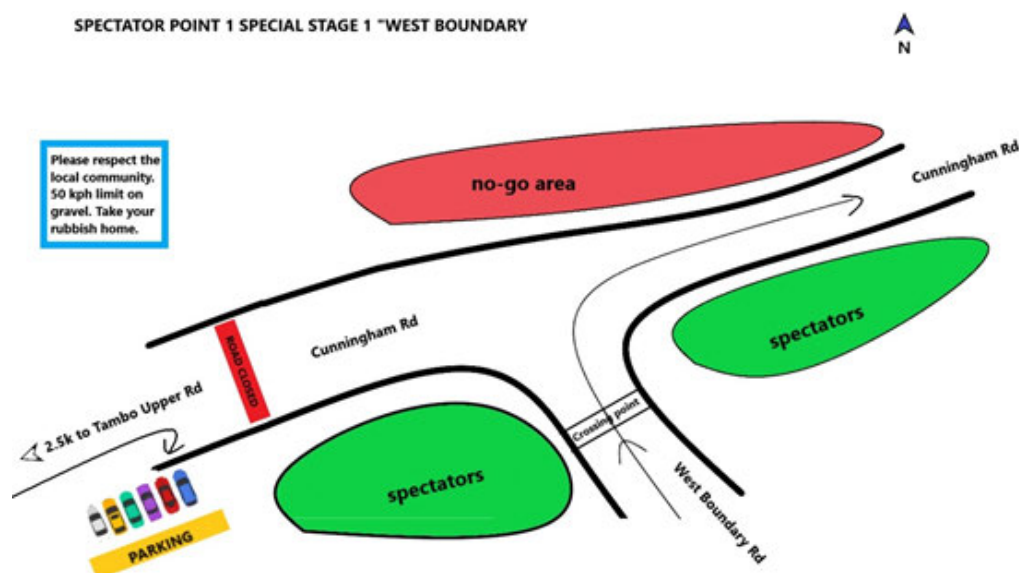 SPECTATOR POINT 1 SPECIAL STAGE 1 "WEST BOUNDARY
N
Please respect the
local community.
50 kph limit on
gravel. Take your
rubbish home.
no-go area
Cunningham Rd
spectators
Cunningham Rd
ROAD CLOSED
2.5k to Tambo Upper Rd
Crossing point
spectators
West Boundary Rd
PARKING